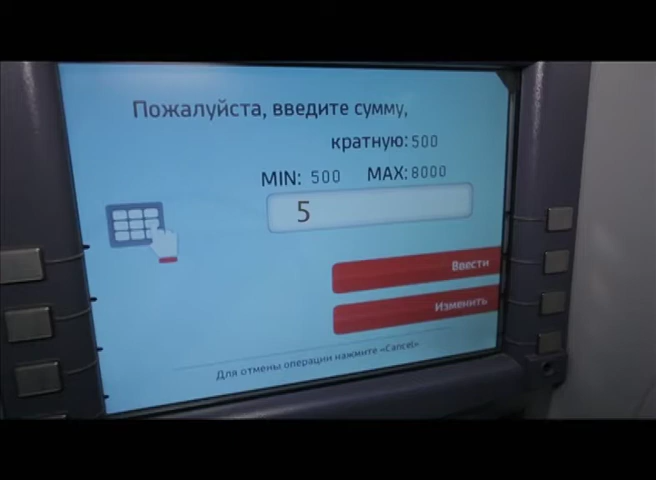 Пожалуйста, введите сумму,
кратную: 500
MIN: 500 MAX: 8000
5
Ввести
Изменить
Для отмены операции нажмите «Cancel»